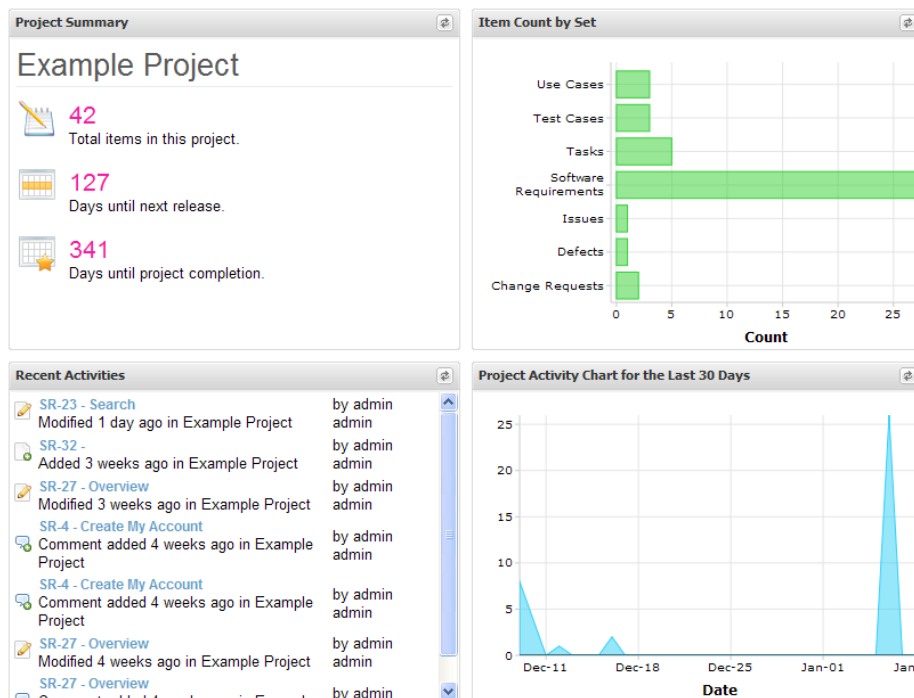 Project Summary
Example Project
42
Total items in this project.
127
Days until next release.
341
Days until project completion.
Item Count by Set
Use Cases
Test Cases
Tasks
Software
Requirements
Issues
Defects
Change Requests
0 5 10 15 20 25
Count
Recent Activities
SR-23 - Search by admin
Modified 1 day ago in Example Project admin
SR-32 - by admin
Added 3 weeks ago in Example Project admin
SR-27 - Overview by admin
Modified 3 weeks ago in Example Project admin
SR-4 - Create My Account
Comment added 4 weeks ago in Example by admin
Project admin
SR-4 - Create My Account
Comment added 4 weeks ago in Example by admin
Project admin
SR-27 - Overview by admin
Modified 4 weeks ago in Example Project admin
SR-27 - Overview
by admin
Project Activity Chart for the Last 30 Days
25
20
15
10
5
0
Dec-11 Dec-18 Dec-25 Jan-01 Jan
Date